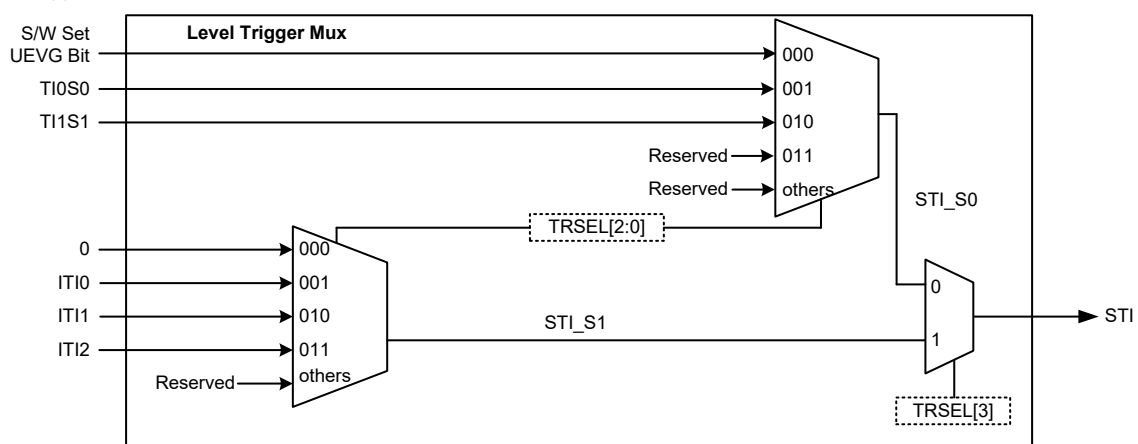 S/W Set
UEVG Bit
Level Trigger Mux
000
TI0S0
001
TI1S1
010
Reserved
011
Reserved
others
STI_S0
TRSEL[2:0]
0
000
ITI0
001
0
ITI1
010
STI_S1
STI
ITI2
011
1
Reserved
others
TRSEL[3]